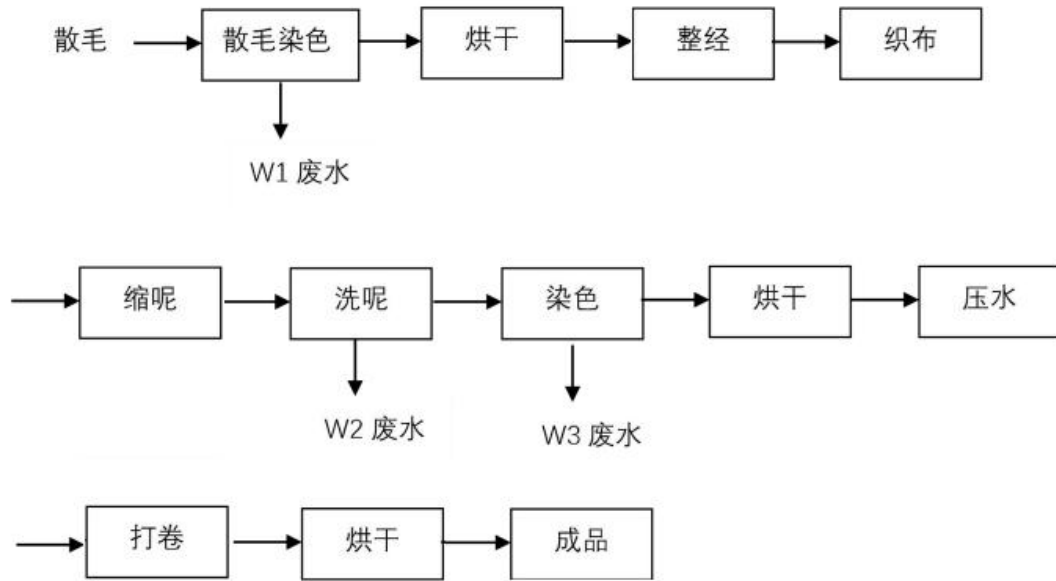 散毛 散毛染色 烘干 整经 织布
W1 废水
缩呢 洗呢 染色 烘干 压水
W2 废水 W3 废水
打卷 烘干 成品